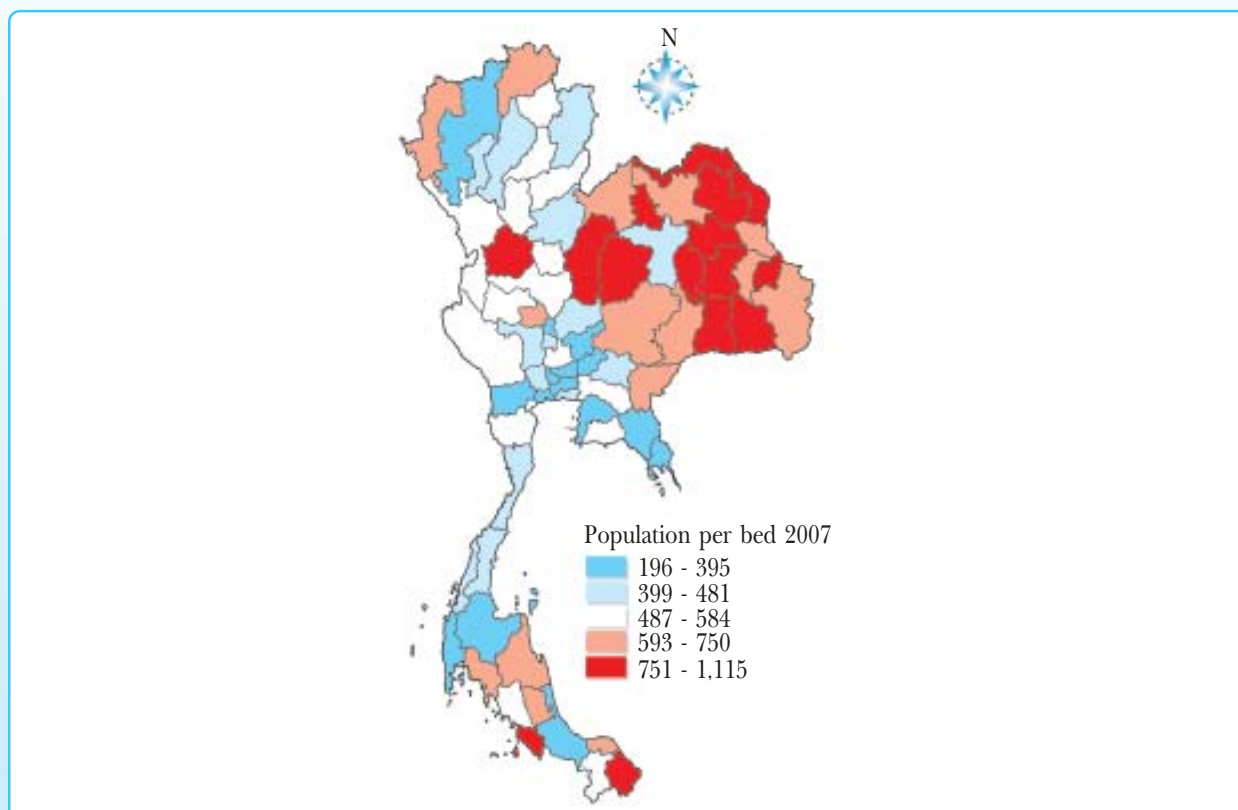 N
Population per bed 2007
196 - 395
399 - 481
487 - 584
593 - 750
751 - 1,115